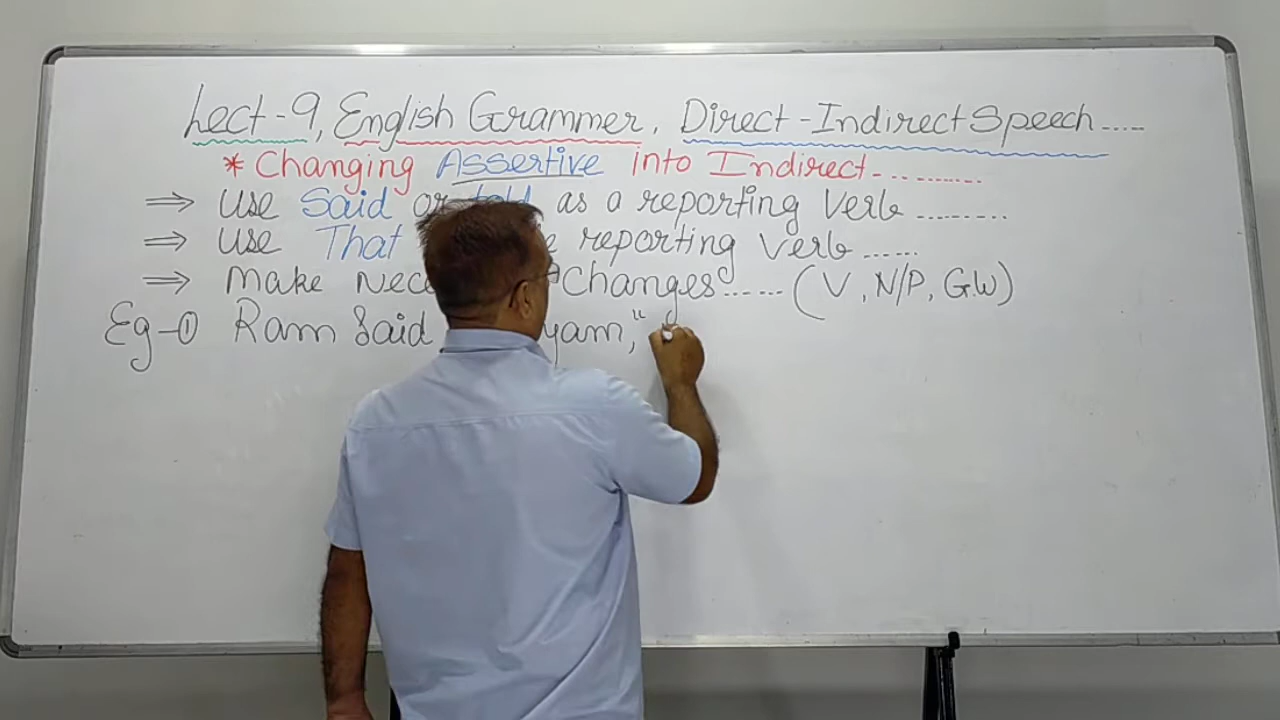 Lect-9, English Grammer, Direct-Indirect Speech.....
* Changing Assertive into Indirect..........
⇒ Use Said or told as a reporting Verb ........
⇒ Use That reporting Verb ......
⇒ Make Changes...... (V, N/P, G.W)
Eg-① Ram Said "